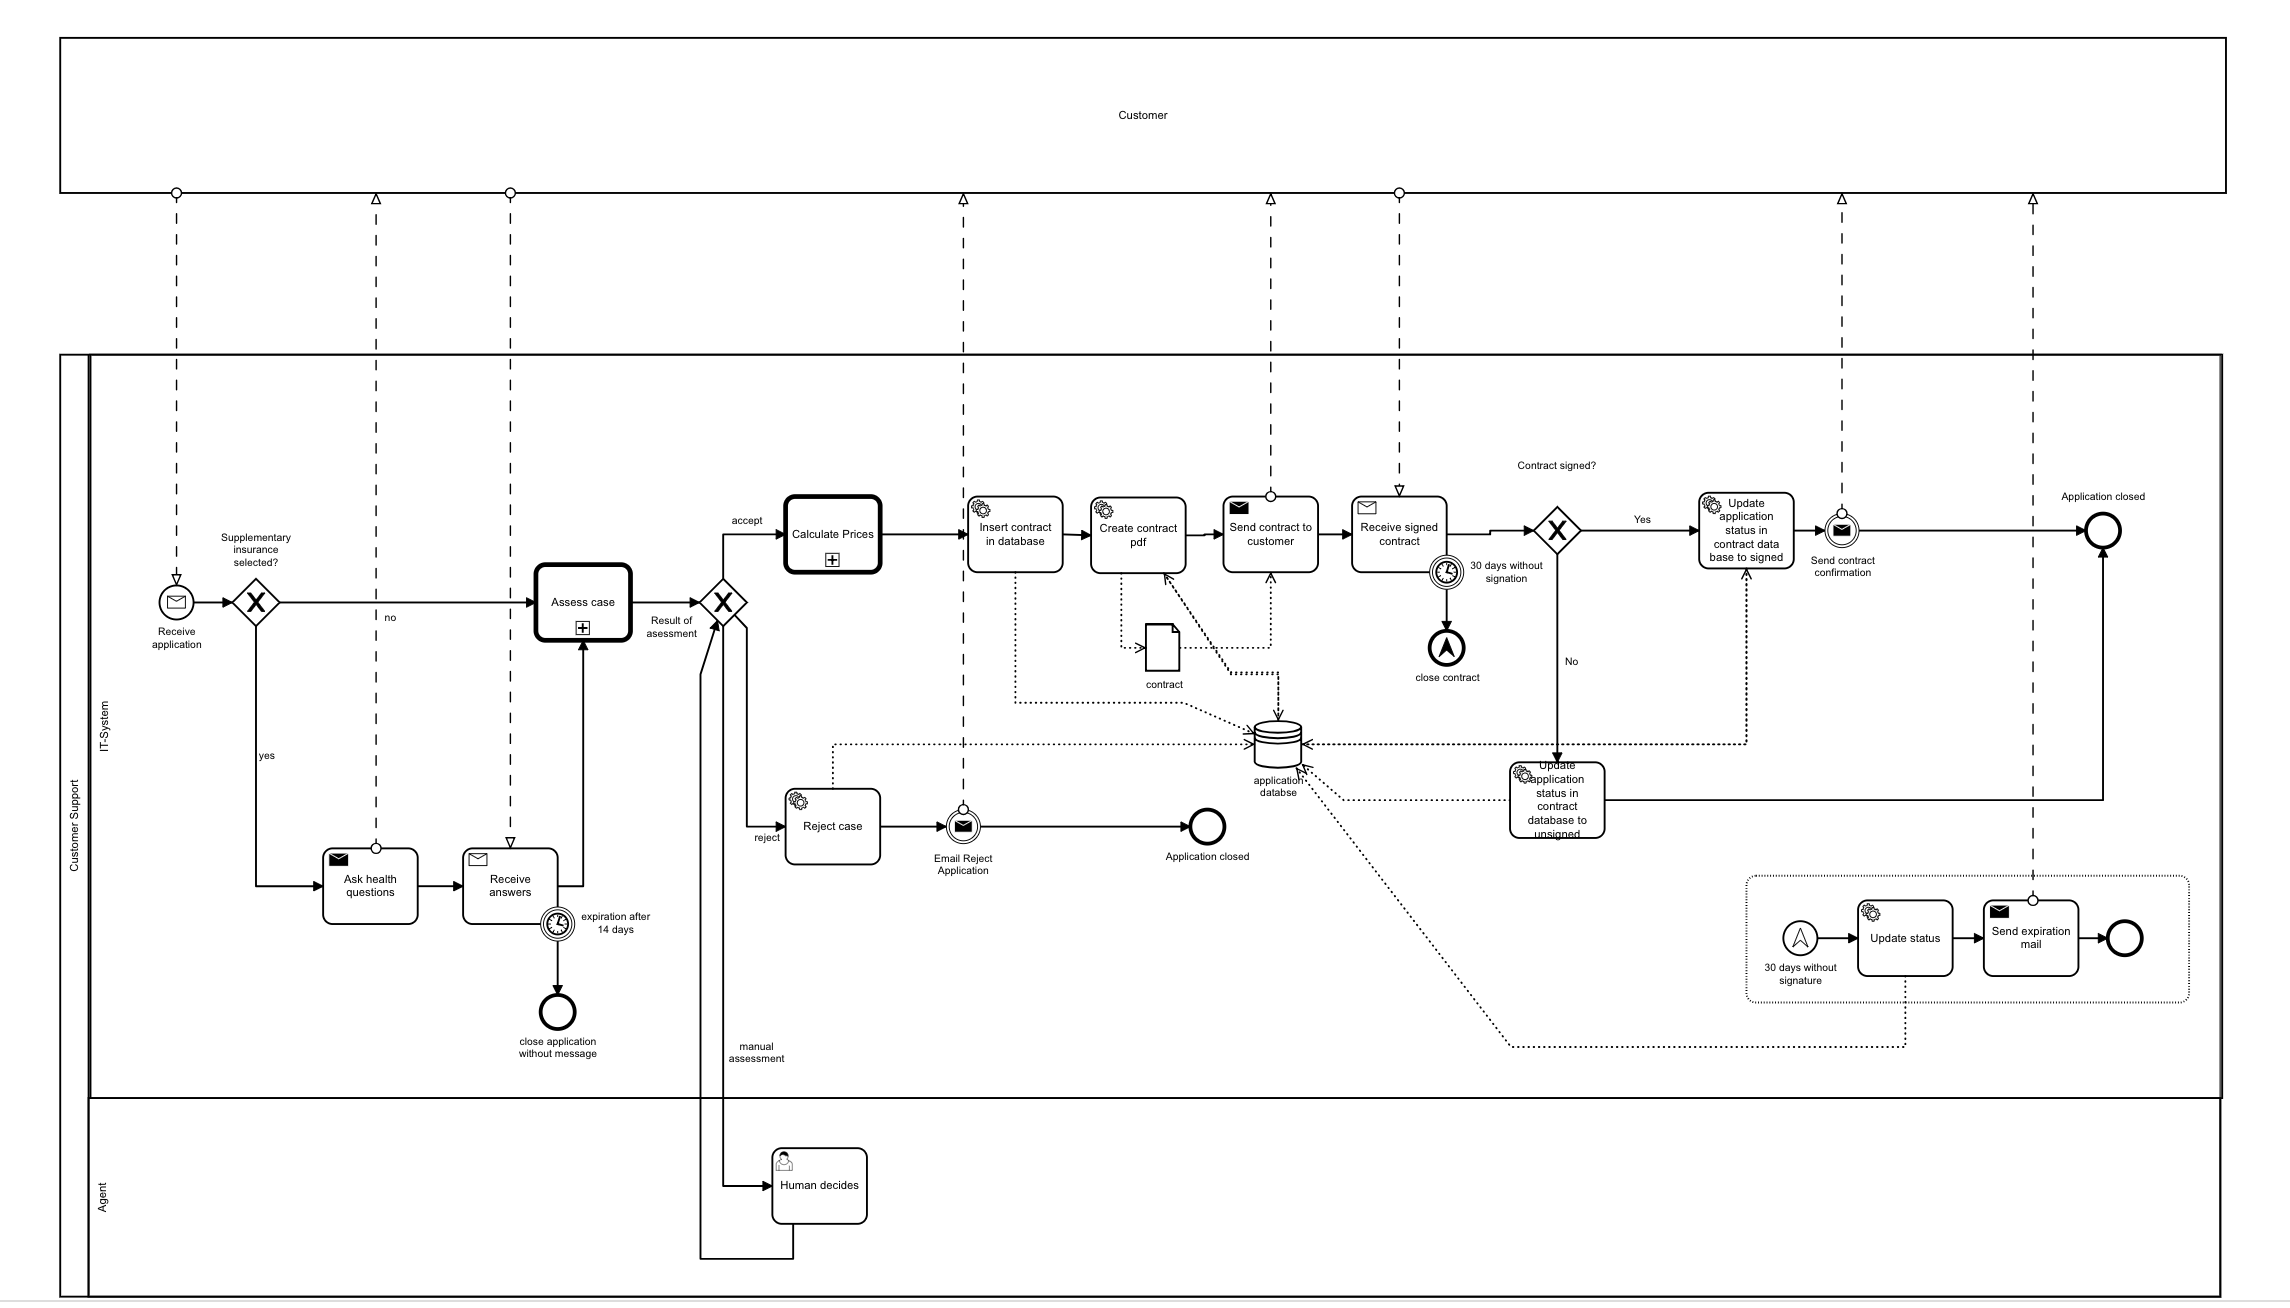 Customer
Customer Support
IT-System
Agent
Receive
application
Supplementary
insurance
selected?
no
yes
Ask health
questions
Receive
answers
expiration after
14 days
close application
without message
Assess case
Result of
asessment
accept
reject
manual
assessment
Calculate Prices
Insert contract
in database
Create contract
pdf
Send contract to
customer
Receive signed
contract
30 days without
signation
close contract
contract
application
databse
Contract signed?
Yes
No
Update
application
status in
contract data
base to signed
Send contract
confirmation
Application closed
Update
application
status in
contract
database to
unsigned
Reject case
Email Reject
Application
Application closed
30 days without
signature
Update status
Send expiration
mail
Human decides